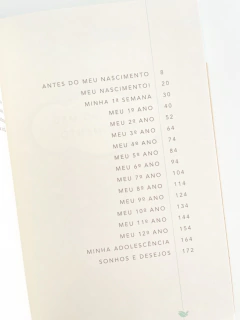 ANTES DO MEU NASCIMENTO 8
MEU NASCIMENTO! 20
MINHA 1ª SEMANA 30
MEU 1º ANO 40
MEU 2º ANO 52
MEU 3º ANO 64
MEU 4º ANO 74
MEU 5º ANO 84
MEU 6º ANO 94
MEU 7º ANO 104
MEU 8º ANO 114
MEU 9º ANO 124
MEU 10º ANO 134
MEU 11º ANO 144
MEU 12º ANO 154
MINHA ADOLESCÊNCIA 164
SONHOS E DESEJOS 172